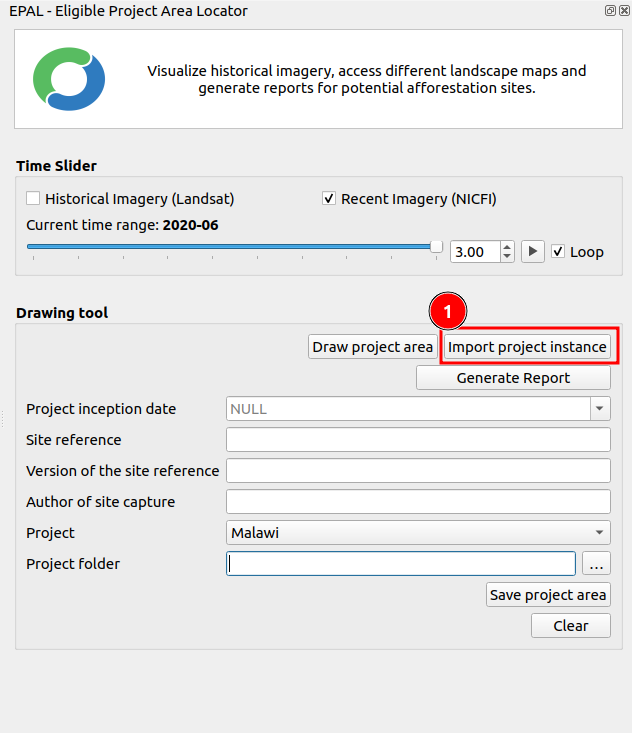 EPAL - Eligible Project Area Locator
Visualize historical imagery, access different landscape maps and
generate reports for potential afforestation sites.
Time Slider
Historical Imagery (Landsat)
Recent Imagery (NICFI)
Current time range: 2020-06
3.00
Loop
Drawing tool
1
Draw project area
Import project instance
Generate Report
Project inception date
NULL
Site reference
Version of the site reference
Author of site capture
Project
Malawi
Project folder
...
Save project area
Clear